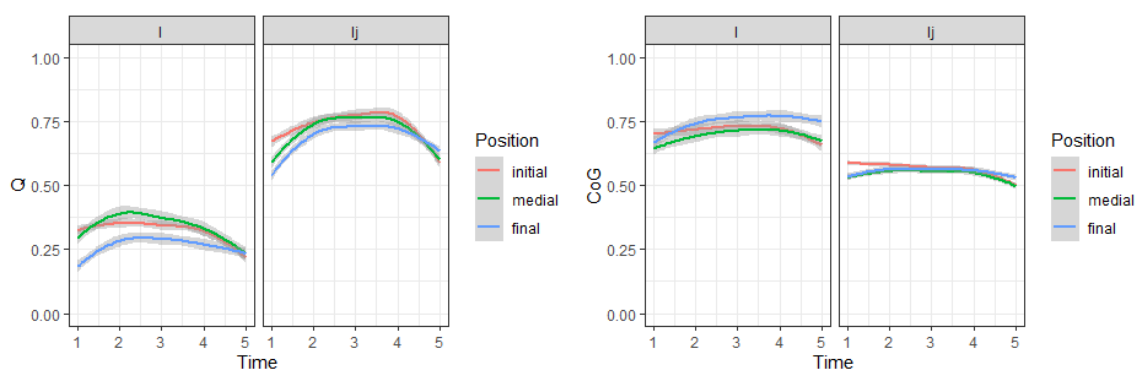 l
lj
1.00
0.75
0.50
0.25
0.00
Q
1 2 3 4 5
1 2 3 4 5
Time
Position
initial
medial
final
l
lj
1.00
0.75
0.50
0.25
0.00
CoG
1 2 3 4 5
1 2 3 4 5
Time
Position
initial
medial
final